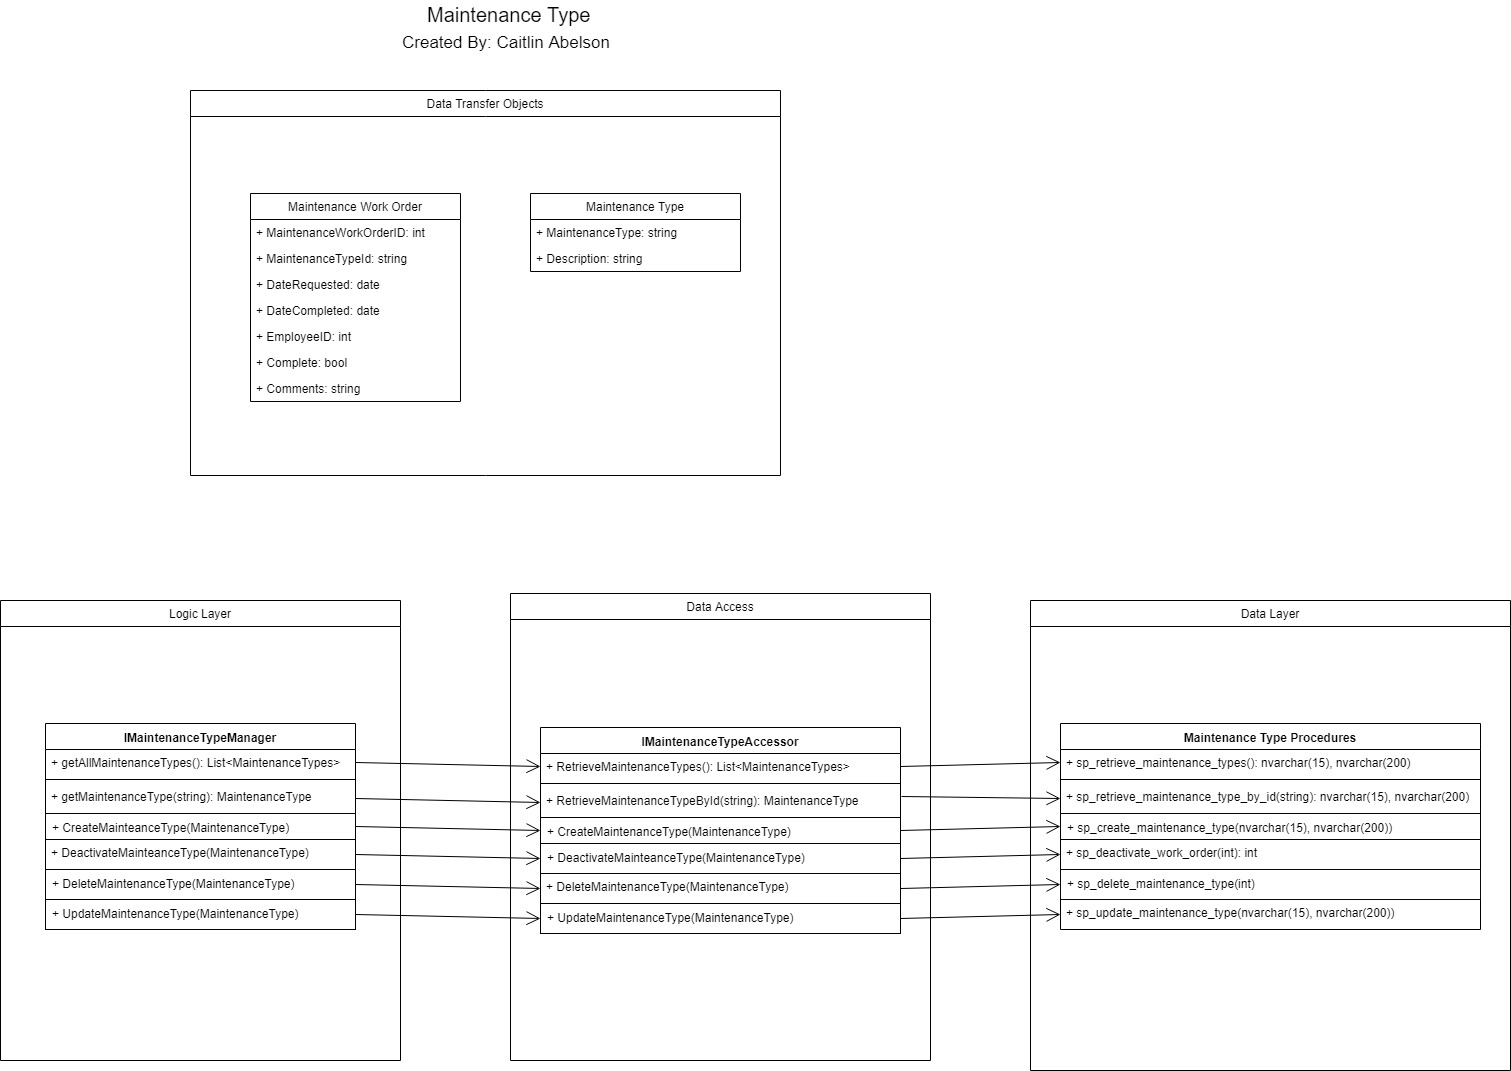 Maintenance Type
Created By: Caitlin Abelson
Data Transfer Objects
Maintenance Work Order
+ MaintenanceWorkOrderID: int
+ MaintenanceTypeId: string
+ DateRequested: date
+ DateCompleted: date
+ EmployeeID: int
+ Complete: bool
+ Comments: string
Maintenance Type
+ MaintenanceType: string
+ Description: string
Logic Layer
IMaintenanceTypeManager
+ getAllMaintenanceTypes(): List<MaintenanceTypes>
+ getMaintenanceType(string): MaintenanceType
+ CreateMainteanceType(MaintenanceType)
+ DeactivateMainteanceType(MaintenanceType)
+ DeleteMaintenanceType(MaintenanceType)
+ UpdateMaintenanceType(MaintenanceType)
Data Access
IMaintenanceTypeAccessor
+ RetrieveMaintenanceTypes(): List<MaintenanceTypes>
+ RetrieveMaintenanceTypeById(string): MaintenanceType
+ CreateMaintenanceType(MaintenanceType)
+ DeactivateMainteanceType(MaintenanceType)
+ DeleteMaintenanceType(MaintenanceType)
+ UpdateMaintenanceType(MaintenanceType)
Data Layer
Maintenance Type Procedures
+ sp_retrieve_maintenance_types(): nvarchar(15), nvarchar(200)
+ sp_retrieve_maintenance_type_by_id(string): nvarchar(15), nvarchar(200)
+ sp_create_maintenance_type(nvarchar(15), nvarchar(200))
+ sp_deactivate_work_order(int): int
+ sp_delete_maintenance_type(int)
+ sp_update_maintenance_type(nvarchar(15), nvarchar(200))